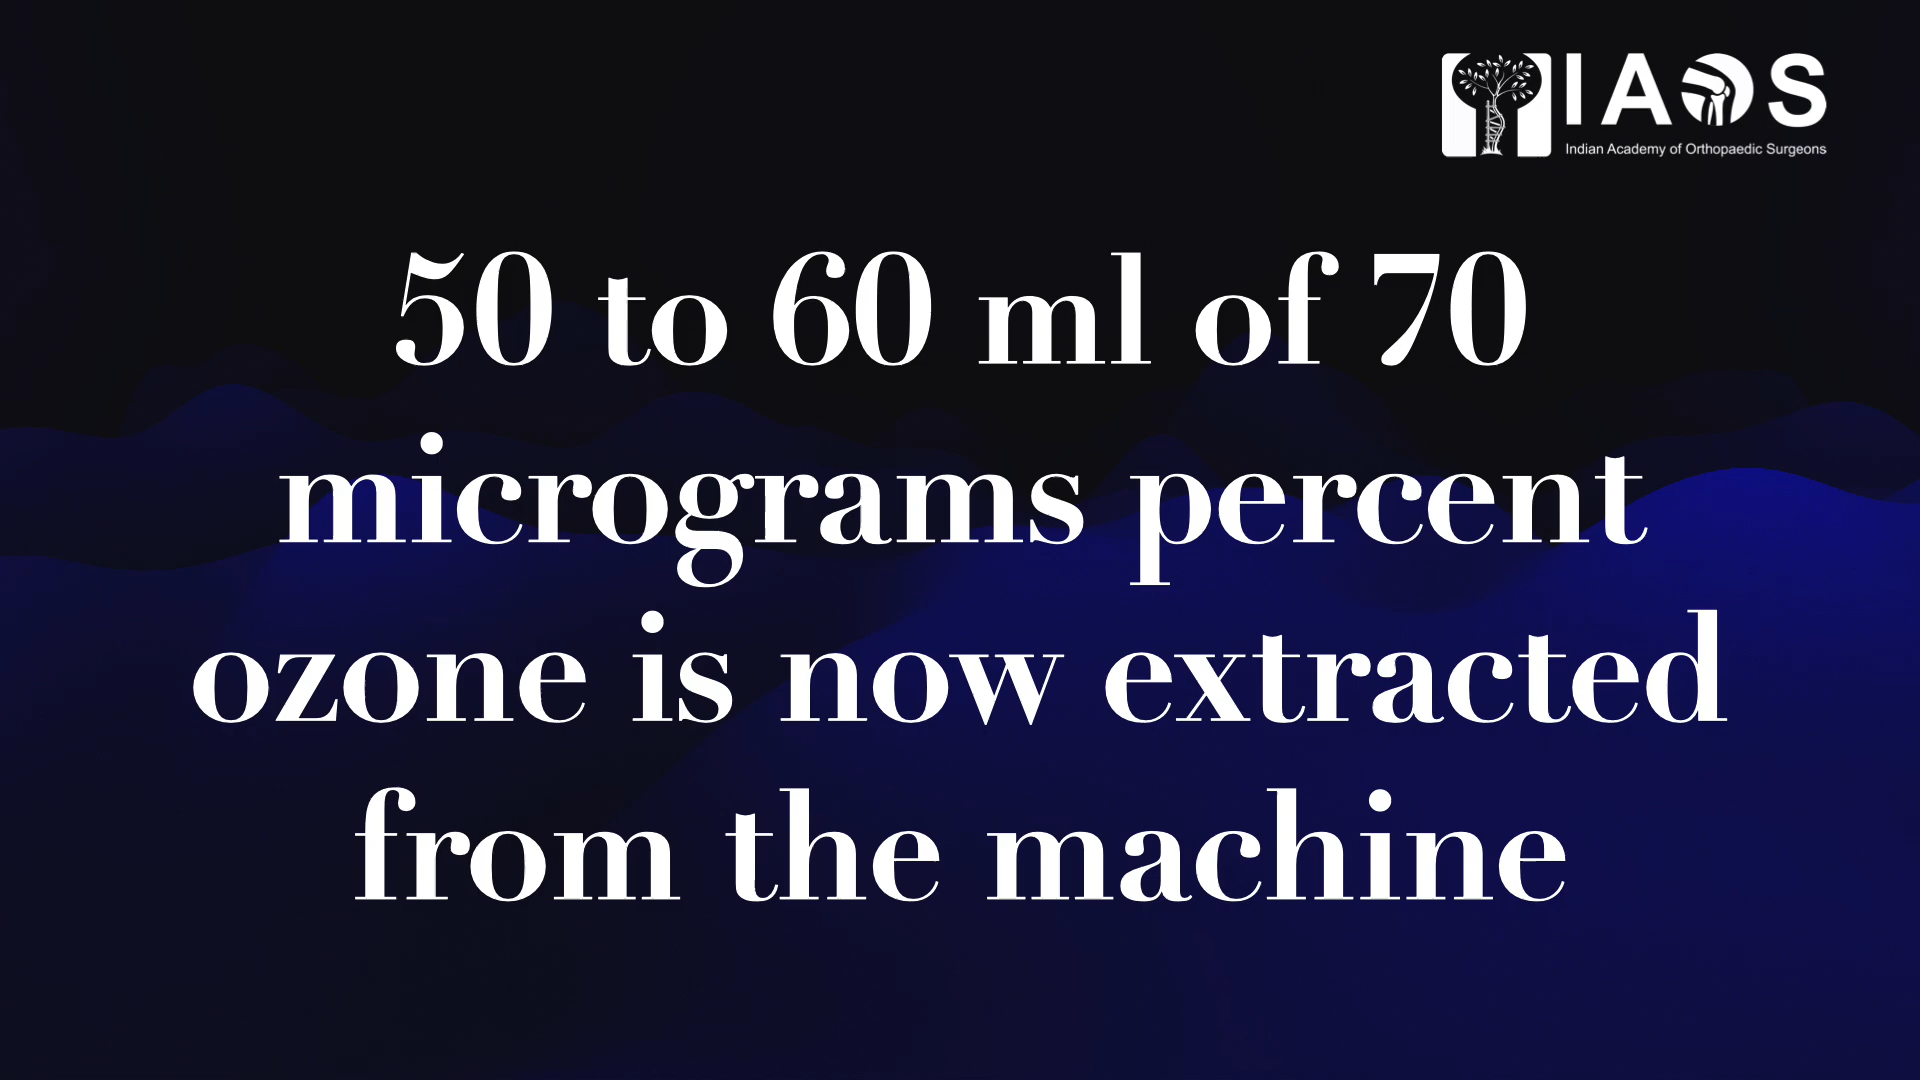 IAOS
Indian Academy of Orthopaedic Surgeons
50 to 60 ml of 70
micrograms percent
ozone is now extracted
from the machine